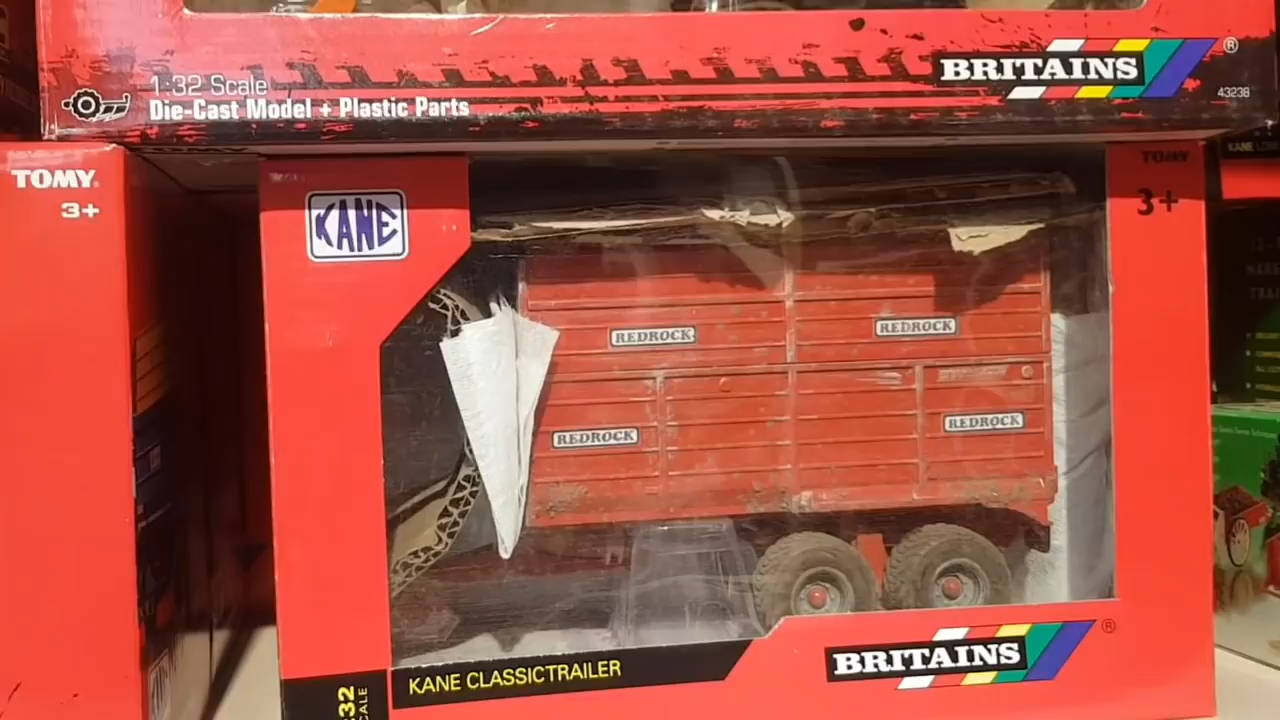 1:32 Scale
Die-Cast Model + Plastic Parts
BRITAINS
®
43238
TOMY
3+
KANE
TOMY
3+
KANE
REDROCK
REDROCK
REDROCK
REDROCK
KANE CLASSICTRAILER
BRITAINS
®